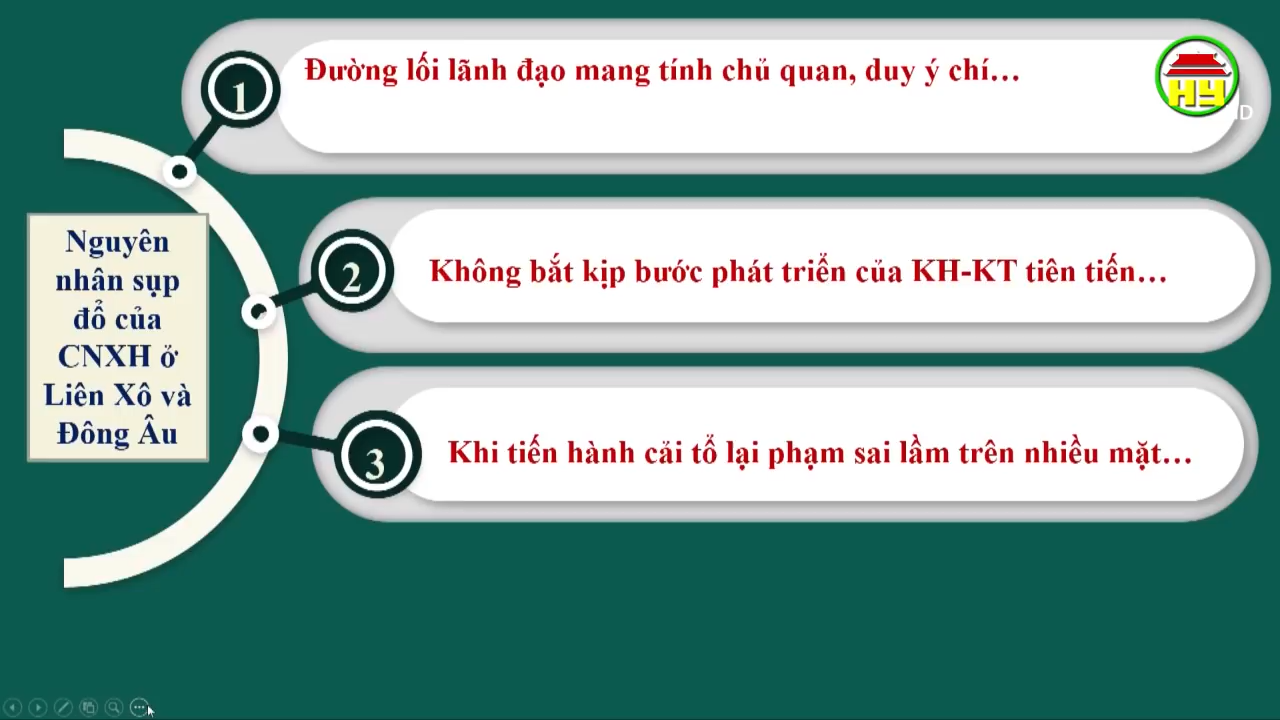 1
Đường lối lãnh đạo mang tính chủ quan, duy ý chí…
HY
HD
Nguyên
nhân sụp
đổ của
CNXH ở
Liên Xô và
Đông Âu
2
Không bắt kịp bước phát triển của KH-KT tiên tiến…
3
Khi tiến hành cải tổ lại phạm sai lầm trên nhiều mặt…